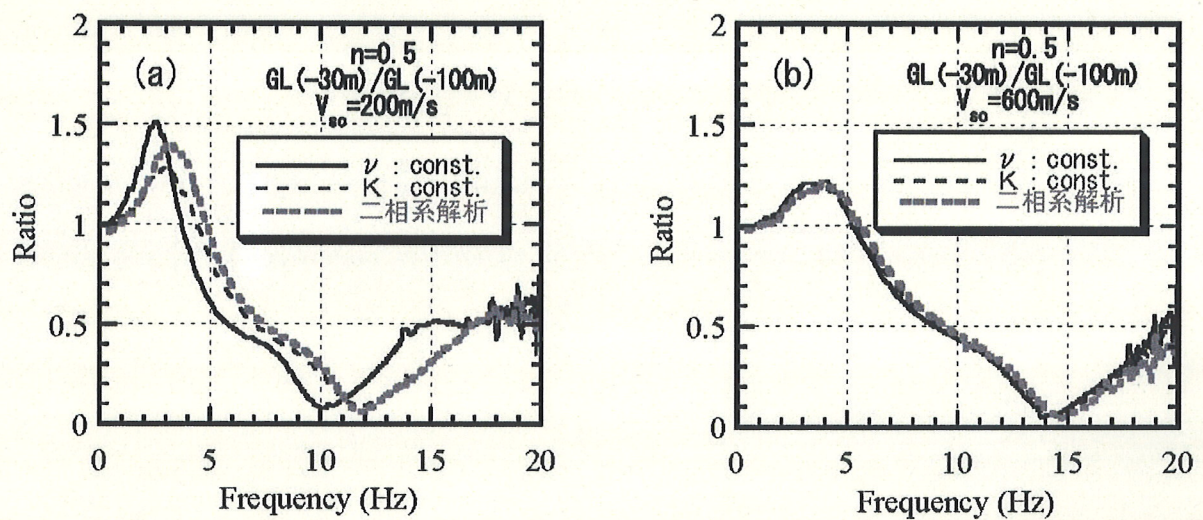 (a)
n=0.5
GL(-30m)/GL(-100m)
Vso=200m/s
ν : const.
K : const.
二相系解析
Ratio
2
1.5
1
0.5
0
0 5 10 15 20
Frequency (Hz)
(b)
n=0.5
GL(-30m)/GL(-100m)
Vso=600m/s
ν : const.
K : const.
二相系解析
Ratio
2
1.5
1
0.5
0
0 5 10 15 20
Frequency (Hz)